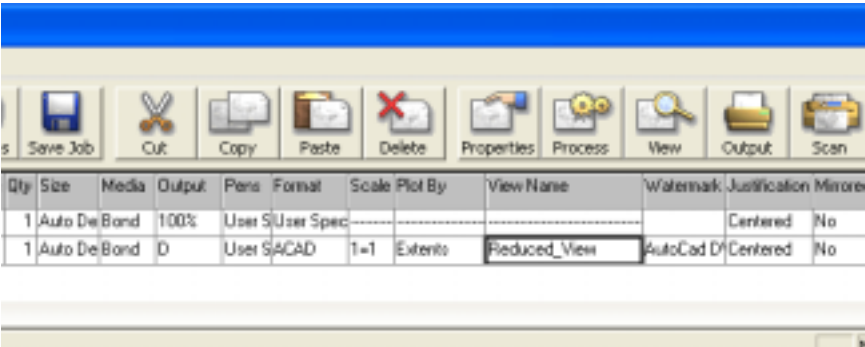 s Save Job Cut Copy Paste Delete Properties Process View Output Scan
Qty Size Media Output Pens Format Scale Plot By View Name Watermark Justification Mirrored
1 Auto De Bond 100% User S User Spec Centered No
1 Auto De Bond D User S ACAD 1=1 Extents Reduced_View AutoCad D Centered No